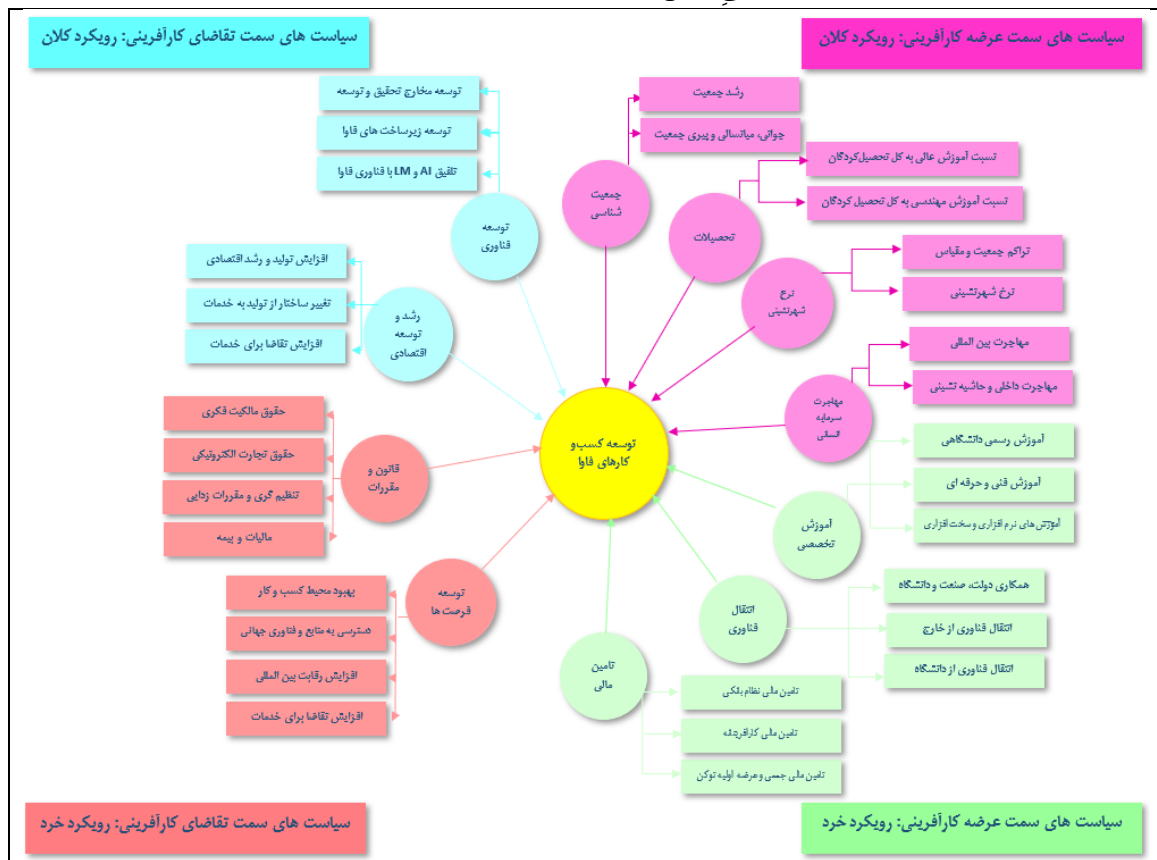 سیاست های سمت عرضه کارآفرینی: رویکرد کلان
سیاست های سمت تقاضای کارآفرینی: رویکرد کلان
رشد جمعیت
جوانی، میانسالی و پیری جمعیت
جمعیت
شناسی
نسبت آموزش عالی به کل تحصیل‌کردگان
نسبت آموزش مهندسی به کل تحصیل کردگان
تحصیلات
تراکم جمعیت و مقیاس
نرخ شهرنشینی
نرخ
شهرنشینی
مهاجرت بین المللی
مهاجرت داخلی و حاشیه نشینی
مهاجرت
سرمایه
انسانی
توسعه مخارج تحقیق و توسعه
توسعه زیرساخت های فاوا
تلفیق AI و LM با فناوری فاوا
توسعه
فناوری
افزایش تولید و رشد اقتصادی
تغییر ساختار از تولید به خدمات
افزایش تقاضا برای خدمات
رشد و
توسعه
اقتصادی
توسعه کسب‌و
کارهای فاوا
آموزش رسمی دانشگاهی
آموزش فنی و حرفه ای
آموزش های نرم افزاری و سخت افزاری
آموزش
تخصصی
همکاری دولت، صنعت و دانشگاه
انتقال فناوری از خارج
انتقال فناوری از دانشگاه
انتقال
فناوری
تامین مالی نظام بانکی
تامین مالی کارآفرینانه
تامین مالی جمعی و عرضه اولیه توکن
تامین
مالی
حقوق مالکیت فکری
حقوق تجارت الکترونیکی
تنظیم گری و مقررات زدایی
مالیات و بیمه
قانون و
مقررات
بهبود محیط کسب و کار
دسترسی به منابع و فناوری جهانی
افزایش رقابت بین المللی
افزایش تقاضا برای خدمات
توسعه
فرصت ها
سیاست های سمت عرضه کارآفرینی: رویکرد خرد
سیاست های سمت تقاضای کارآفرینی: رویکرد خرد